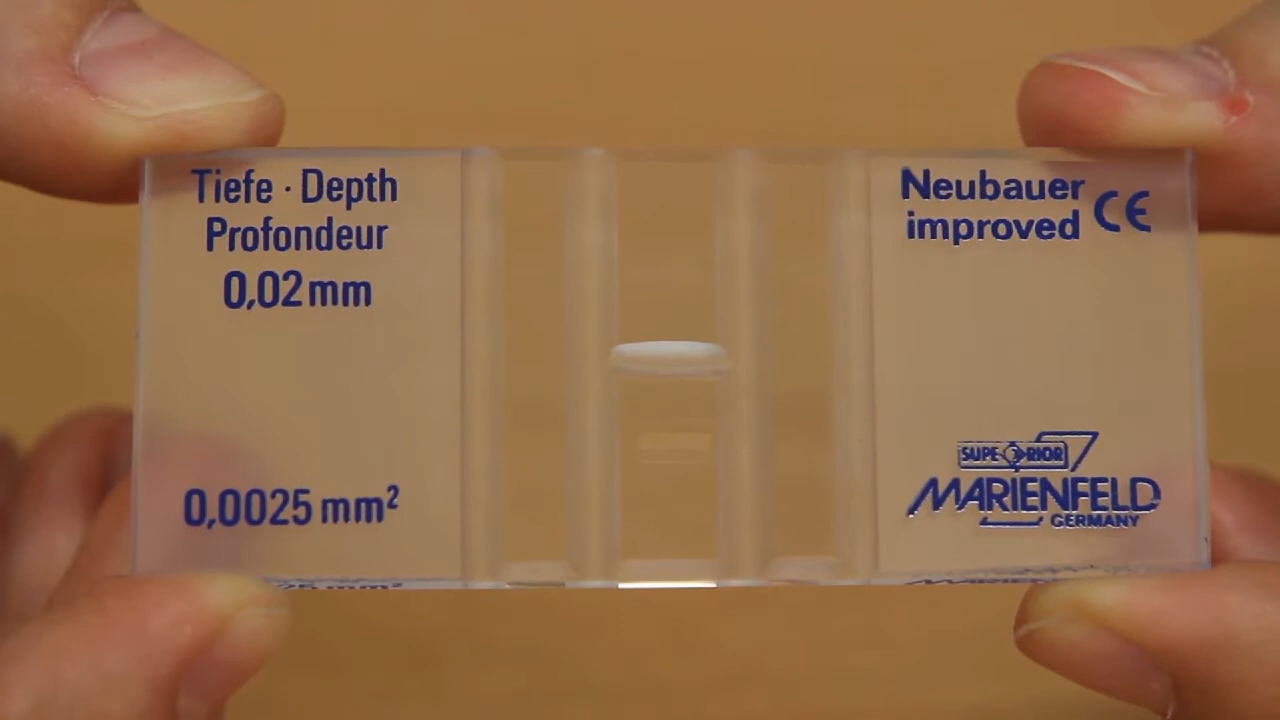 Tiefe · Depth
Profondeur
0,02 mm
0,0025 mm²
Neubauer
improved CE
SUPERIOR
MARIENFELD
GERMANY